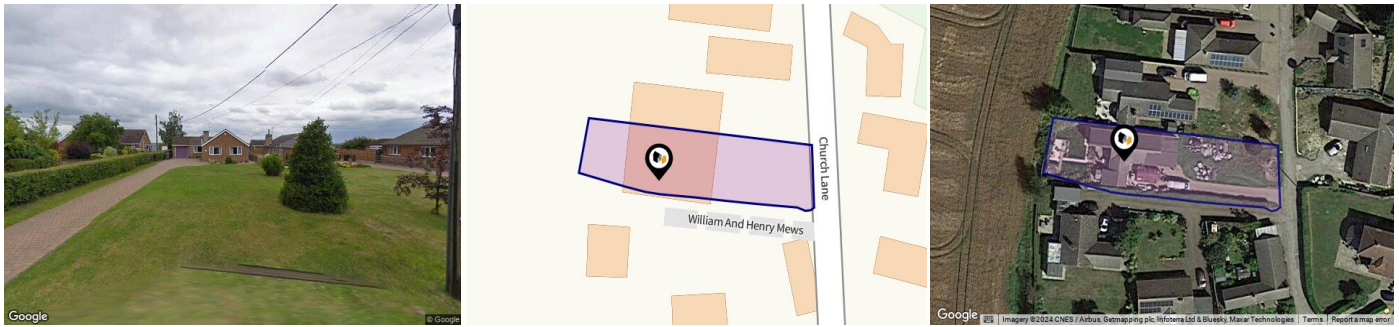 Google
© Google
Church Lane
William And Henry Mews
Google
Imagery ©2024 CNES / Airbus, Getmapping plc, Infoterra Ltd & Bluesky, Maxar Technologies
Terms
Report a map error